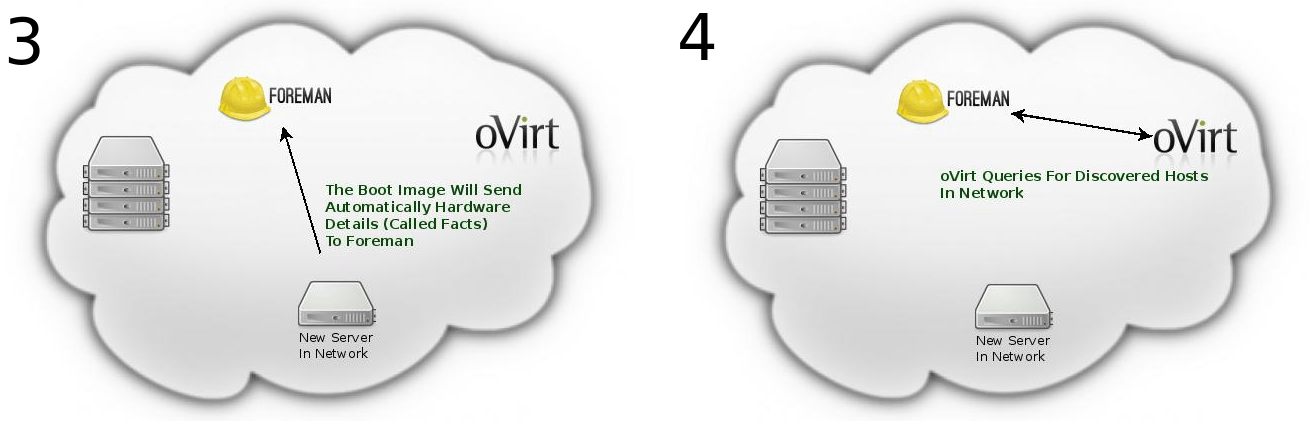 3
FOREMAN
oVirt
The Boot Image Will Send
Automatically Hardware
Details (Called Facts)
To Foreman
New Server
In Network
4
FOREMAN
oVirt
oVirt Queries For Discovered Hosts
In Network
New Server
In Network